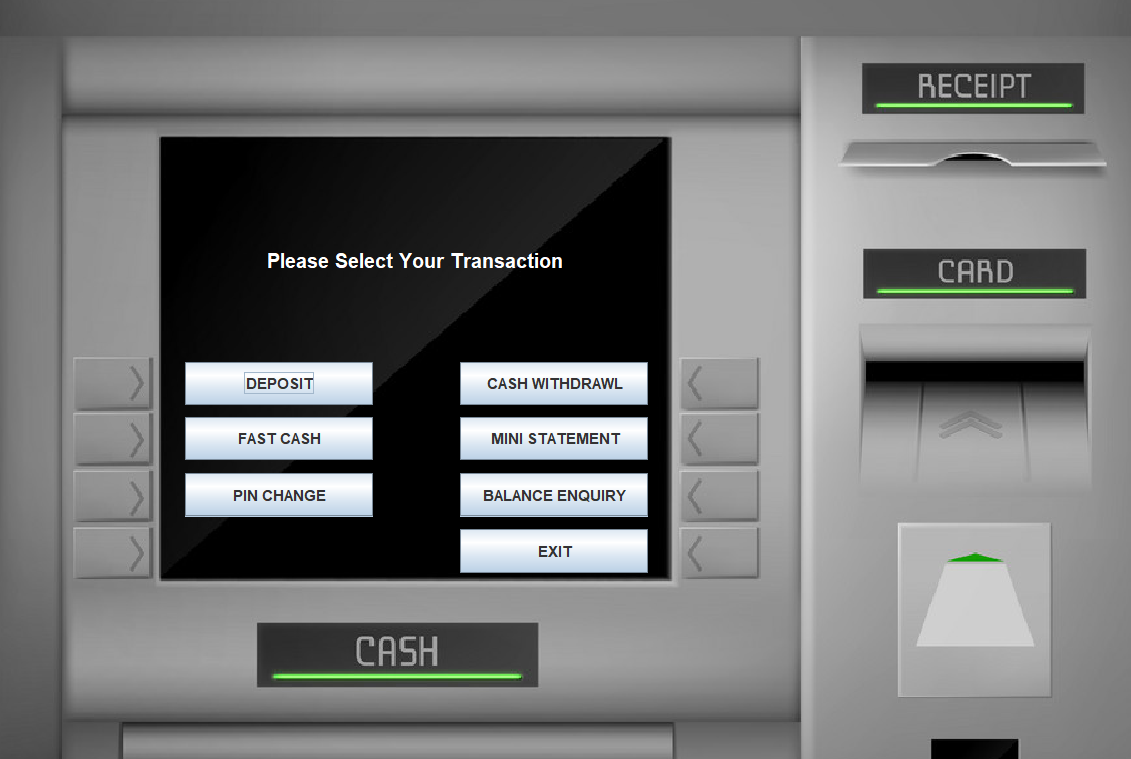 RECEIPT
Please Select Your Transaction
CARD
DEPOSIT
CASH WITHDRAWL
FAST CASH
MINI STATEMENT
PIN CHANGE
BALANCE ENQUIRY
EXIT
CASH